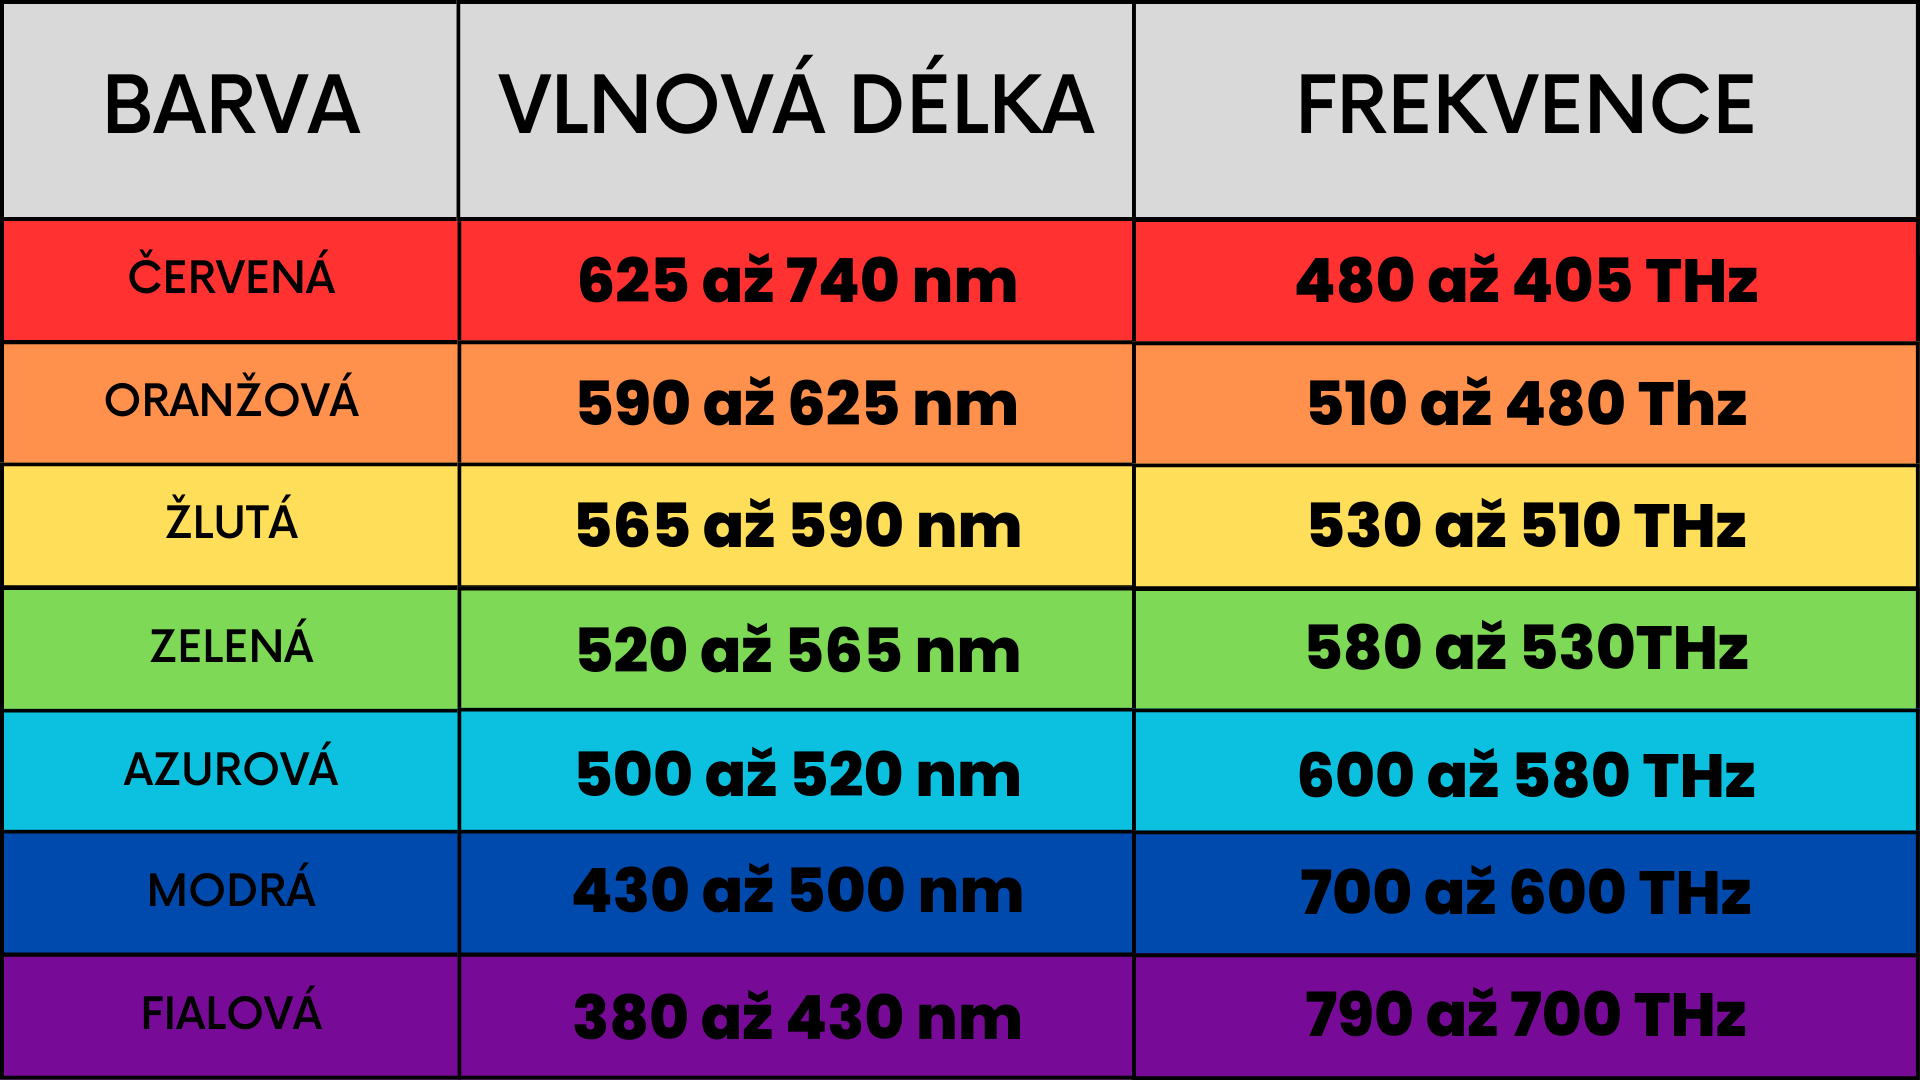 BARVA VLNOVÁ DÉLKA FREKVENCE
ČERVENÁ 625 až 740 nm 480 až 405 THz
ORANŽOVÁ 590 až 625 nm 510 až 480 Thz
ŽLUTÁ 565 až 590 nm 530 až 510 THz
ZELENÁ 520 až 565 nm 580 až 530THz
AZUROVÁ 500 až 520 nm 600 až 580 THz
MODRÁ 430 až 500 nm 700 až 600 THz
FIALOVÁ 380 až 430 nm 790 až 700 THz